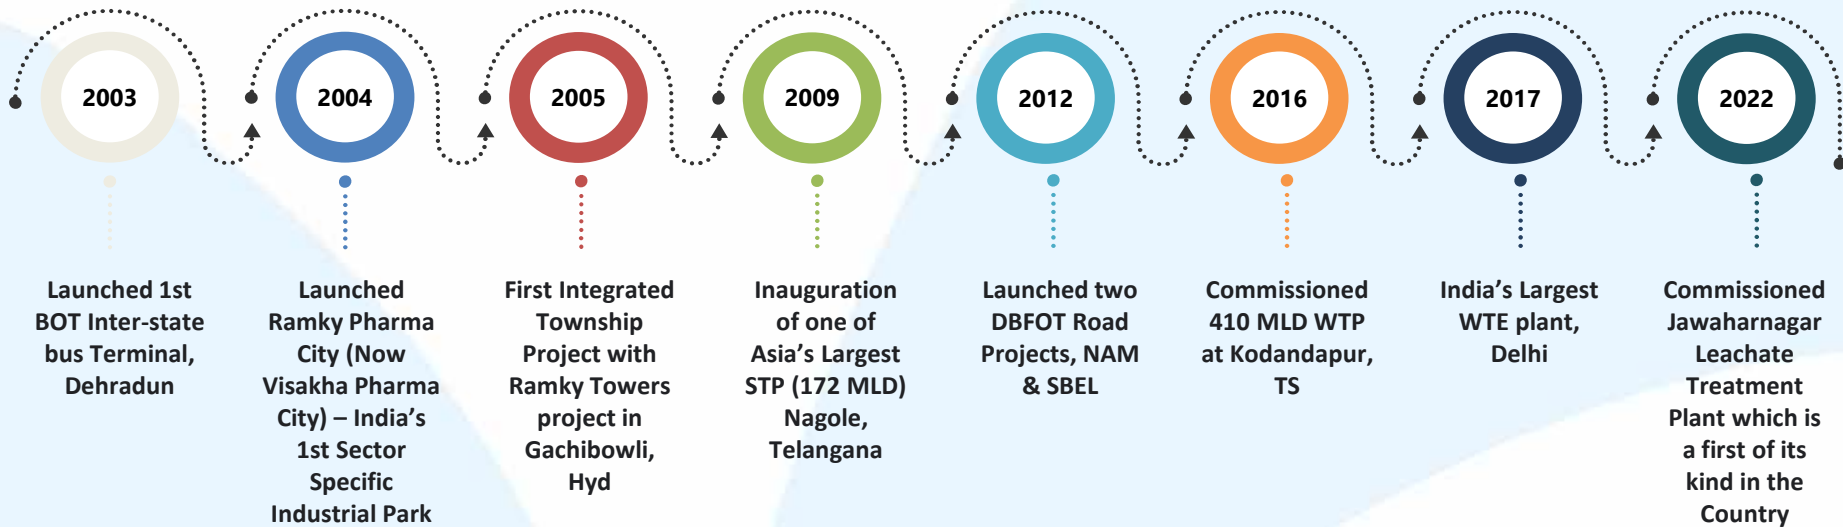 2003
2004
2005
2009
2012
2016
2017
2022
Launched 1st
BOT Inter-state
bus Terminal,
Dehradun
Launched
Ramky Pharma
City (Now
Visakha Pharma
City) – India’s
1st Sector
Specific
Industrial Park
First Integrated
Township
Project with
Ramky Towers
project in
Gachibowli,
Hyd
Inauguration
of one of
Asia’s Largest
STP (172 MLD)
Nagole,
Telangana
Launched two
DBFOT Road
Projects, NAM
& SBEL
Commissioned
410 MLD WTP
at Kodandapur,
TS
India’s Largest
WTE plant,
Delhi
Commissioned
Jawaharnagar
Leachate
Treatment
Plant which is
a first of its
kind in the
Country